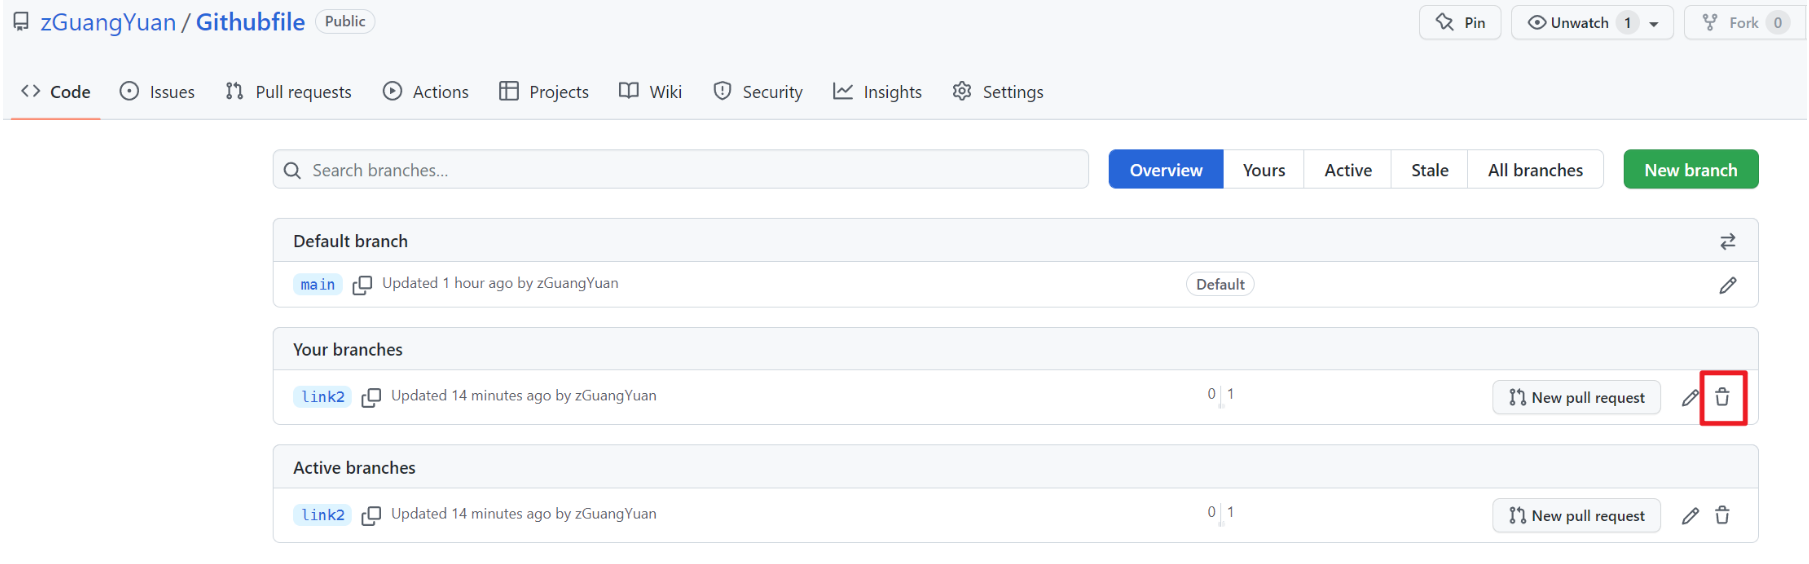 zGuangYuan / Githubfile Public Pin Unwatch 1 Fork 0
Code Issues Pull requests Actions Projects Wiki Security Insights Settings
Search branches... Overview Yours Active Stale All branches New branch
Default branch
main Updated 1 hour ago by zGuangYuan Default
Your branches
link2 Updated 14 minutes ago by zGuangYuan 0 1 New pull request
Active branches
link2 Updated 14 minutes ago by zGuangYuan 0 1 New pull request